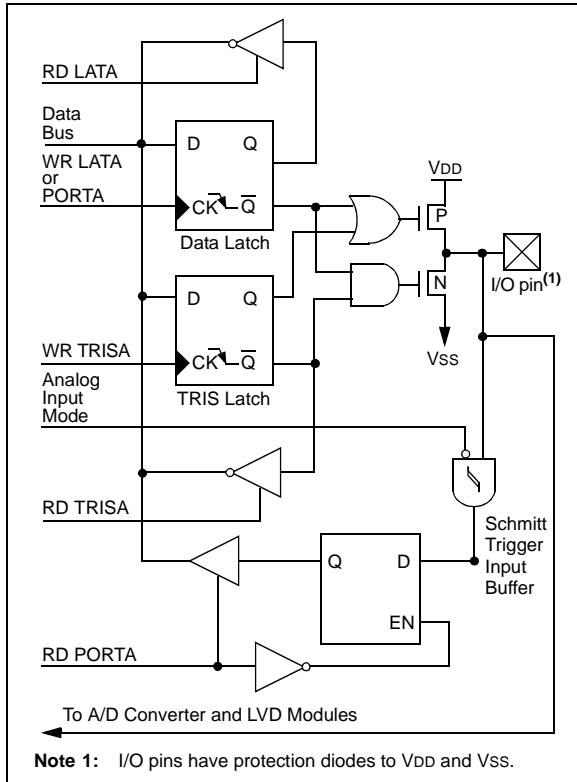 RD LATA
Data
Bus
D Q
WR LATA
or
PORTA
CK Q
Data Latch
VDD
P
N
I/O pin(1)
VSS
D Q
WR TRISA
CK Q
TRIS Latch
Analog
Input
Mode
RD TRISA
Schmitt
Trigger
Input
Buffer
Q D
EN
RD PORTA
To A/D Converter and LVD Modules
Note 1: I/O pins have protection diodes to VDD and VSS.